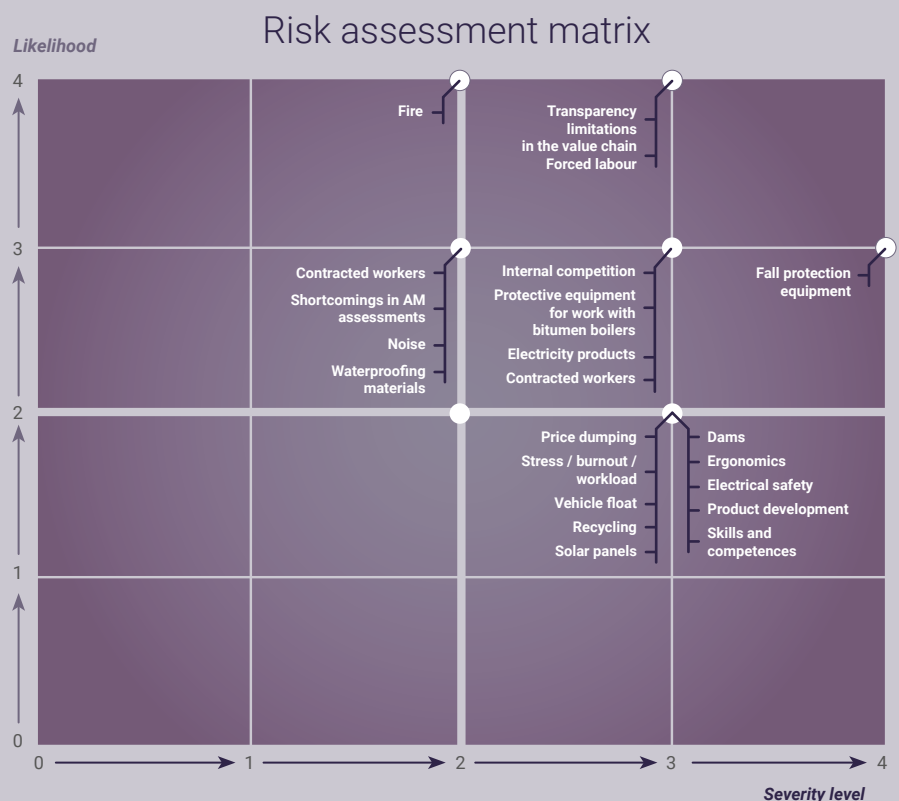 Risk assessment matrix
Likelihood
4
Fire
Transparency
limitations
in the value chain
Forced labour
3
Contracted workers
Shortcomings in AM
assessments
Noise
Waterproofing
materials
Internal competition
Protective equipment
for work with
bitumen boilers
Electricity products
Contracted workers
Fall protection
equipment
2
Price dumping
Stress / burnout /
workload
Vehicle float
Recycling
Solar panels
Dams
Ergonomics
Electrical safety
Product development
Skills and
competences
1
0
0 1 2 3 4
Severity level